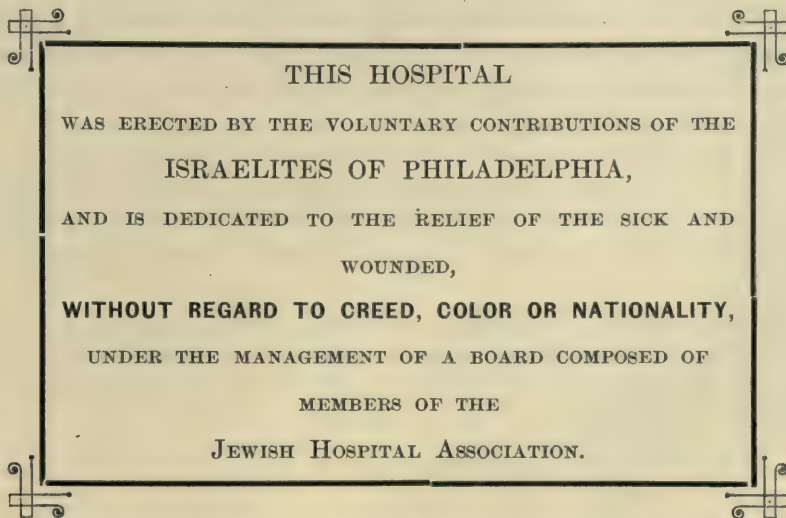 THIS HOSPITAL
WAS ERECTED BY THE VOLUNTARY CONTRIBUTIONS OF THE
ISRAELITES OF PHILADELPHIA,
AND IS DEDICATED TO THE RELIEF OF THE SICK AND
WOUNDED,
WITHOUT REGARD TO CREED, COLOR OR NATIONALITY,
UNDER THE MANAGEMENT OF A BOARD COMPOSED OF
MEMBERS OF THE
JEWISH HOSPITAL ASSOCIATION.